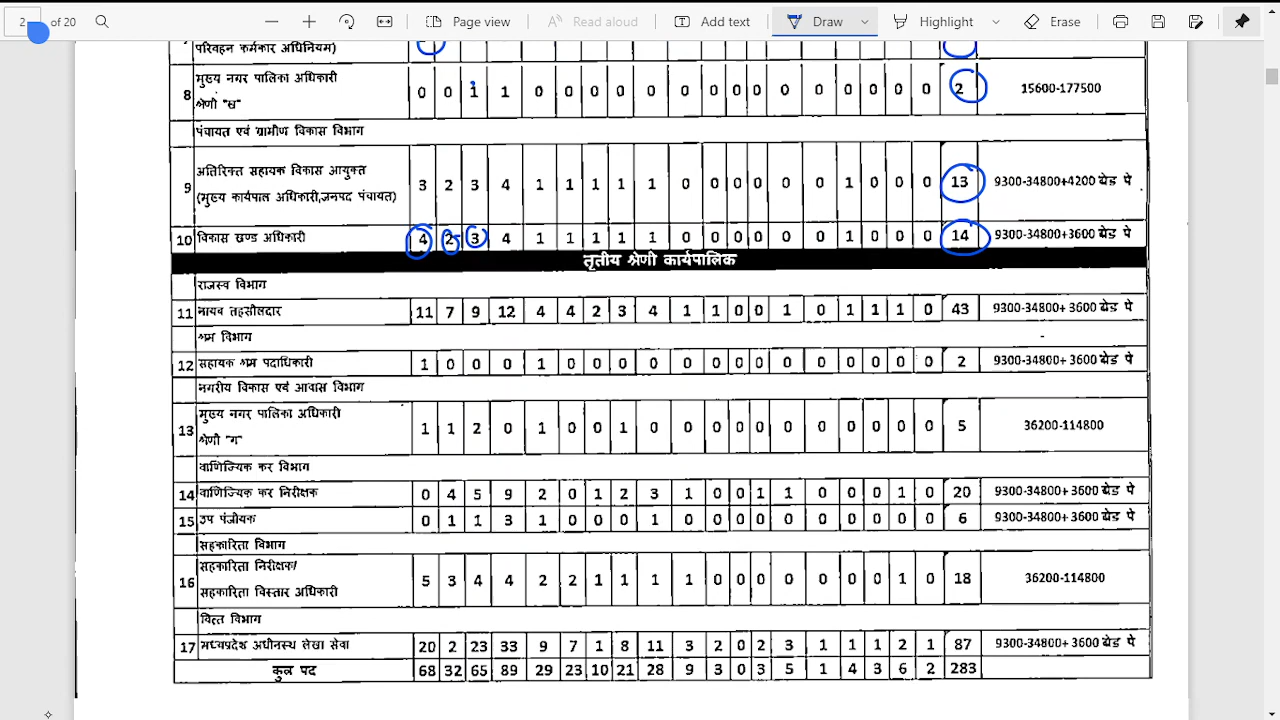 2 of 20 Page view Read aloud Add text Draw Highlight Erase
परिवहन कर्मकार अधिनियम)
मुख्य नगर पालिका अधिकारी
8 0 0 1 1 0 0 0 0 0 0 0 0 0 0 0 0 0 0 2 15600-177500
श्रेणी "ख"
पंचायत एवं ग्रामीण विकास विभाग
अतिरिक्त सहायक विकास आयुक्त
9 3 2 3 4 1 1 1 1 1 0 0 0 0 0 1 0 0 0 13 9300-34800+4200 ग्रेड पे
(मुख्य कार्यपाल अधिकारी,जनपद पंचायत)
10 विकास खण्ड अधिकारी 4 2 3 4 1 1 1 1 1 0 0 0 0 0 1 0 0 0 14 9300-34800+3600 ग्रेड पे
तृतीय श्रेणी कार्यपालिक
राजस्व विभाग
11 नायब तहसीलदार 11 7 9 12 4 4 2 3 4 1 1 0 0 1 0 1 1 1 0 43 9300-34800+ 3600 ग्रेड पे
श्रम विभाग
12 सहायक श्रम पदाधिकारी 1 0 0 0 1 0 0 0 0 0 0 0 0 0 0 0 0 0 0 2 9300-34800+ 3600 ग्रेड पे
नगरीय विकास एवं आवास विभाग
मुख्य नगर पालिका अधिकारी
13 1 1 2 0 1 0 0 1 0 0 0 0 0 0 0 0 0 0 0 5 36200-114800
श्रेणी "ग"
वाणिज्यिक कर विभाग
14 वाणिज्यिक कर निरीक्षक 0 4 5 9 2 0 1 2 3 1 0 0 1 1 0 0 0 1 0 20 9300-34800+ 3600 ग्रेड पे
15 उप पंजीयक 0 1 1 3 1 0 0 0 1 0 0 0 0 0 0 0 0 0 0 6 9300-34800+ 3600 ग्रेड पे
सहकारिता विभाग
सहकारिता निरीक्षक/
16 5 3 4 4 2 2 1 1 1 1 0 0 0 0 0 0 0 1 0 18 36200-114800
सहकारिता विस्तार अधिकारी
वित्त विभाग
17 मध्यप्रदेश अधीनस्थ लेखा सेवा 20 2 23 33 9 7 1 8 11 3 2 0 2 3 1 1 1 2 1 87 9300-34800+ 3600 ग्रेड पे
कुल पद 68 32 65 89 29 23 10 21 28 9 3 0 3 5 1 4 3 6 2 283